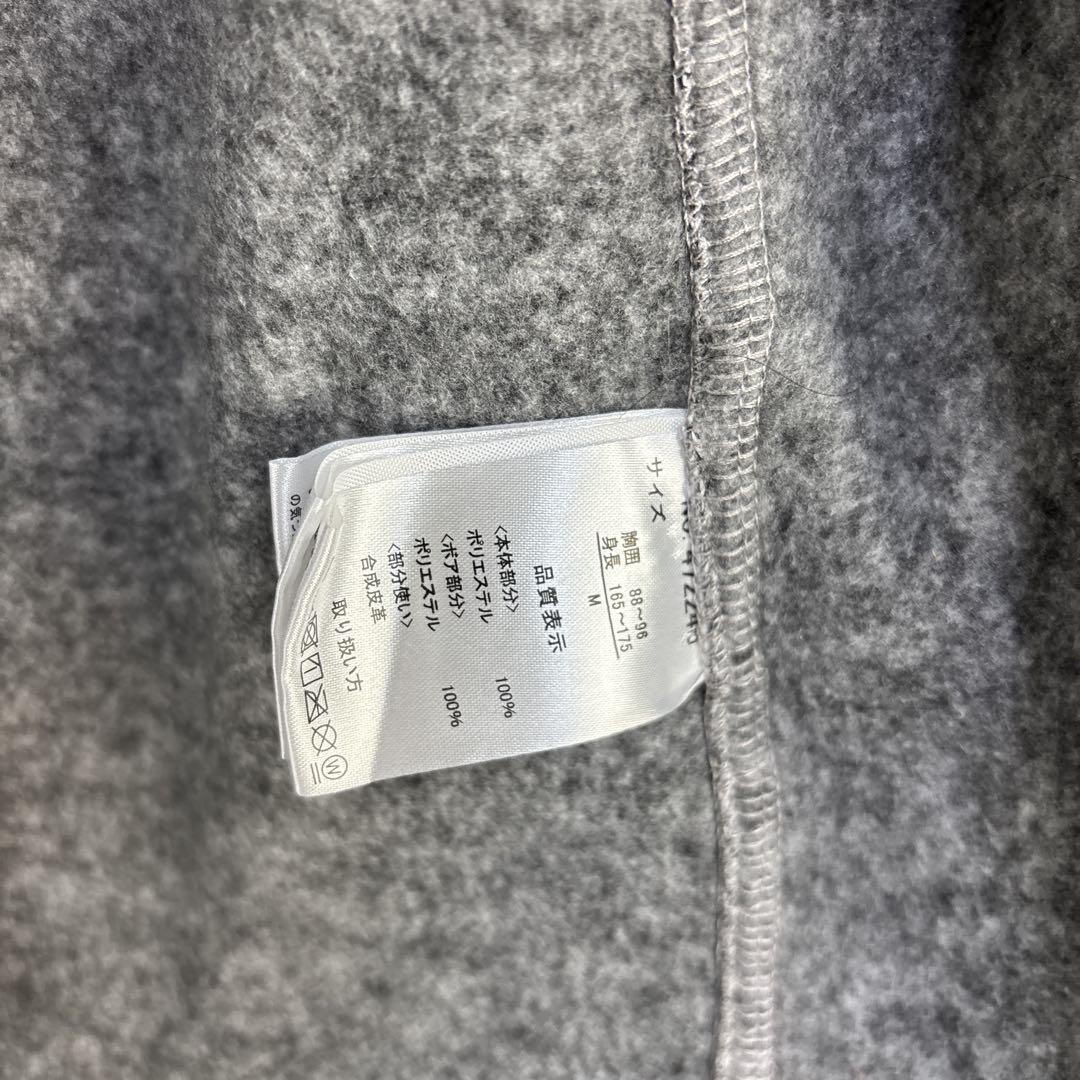 サイズ
胸囲 88～96
身長 165～175
M
品質表示
〈本体部分〉
ポリエステル 100%
〈ボア部分〉
ポリエステル 100%
〈部分使い〉
合成皮革
取り扱い方
W
の気